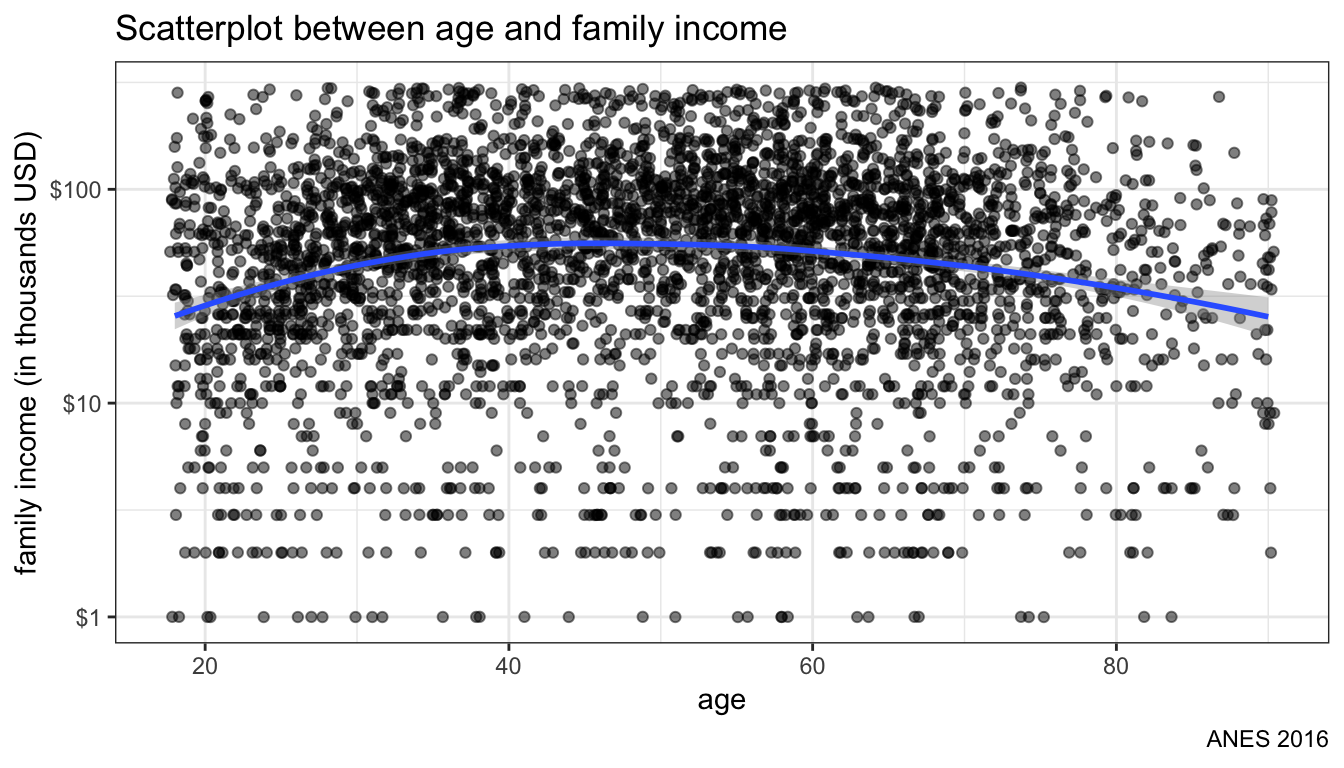 Scatterplot between age and family income
family income (in thousands USD)
$100
$10
$1
20 40 60 80
age
ANES 2016